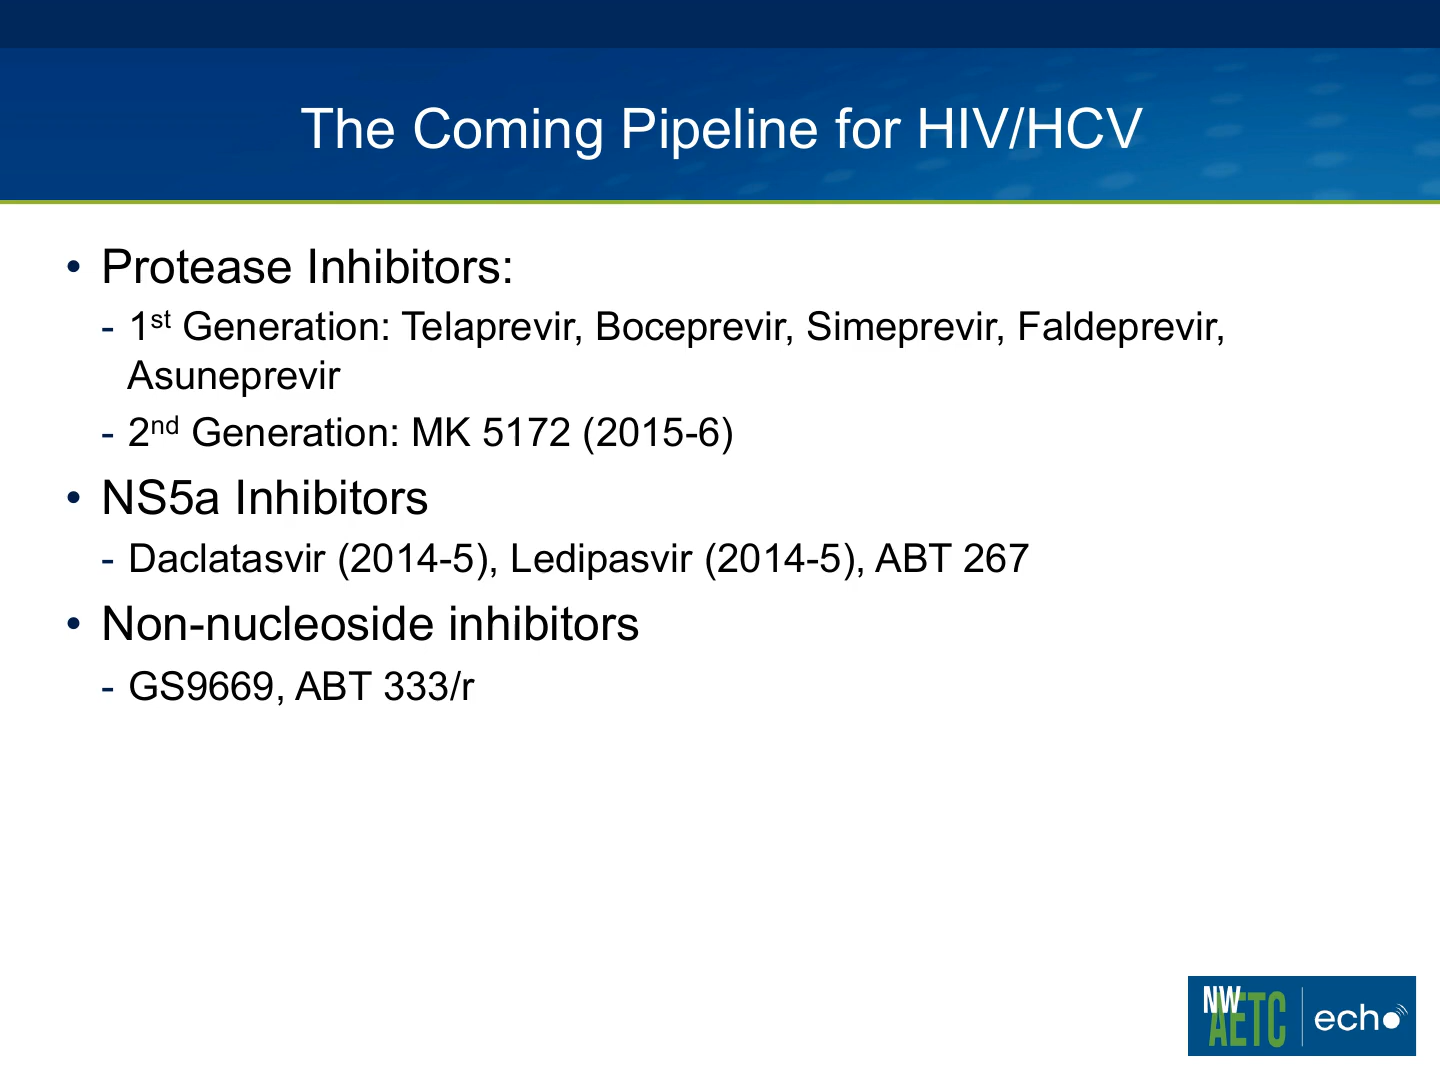 The Coming Pipeline for HIV/HCV
• Protease Inhibitors:
- 1st Generation: Telaprevir, Boceprevir, Simeprevir, Faldeprevir,
Asuneprevir
- 2nd Generation: MK 5172 (2015-6)
• NS5a Inhibitors
- Daclatasvir (2014-5), Ledipasvir (2014-5), ABT 267
• Non-nucleoside inhibitors
- GS9669, ABT 333/r
NW AETC echo